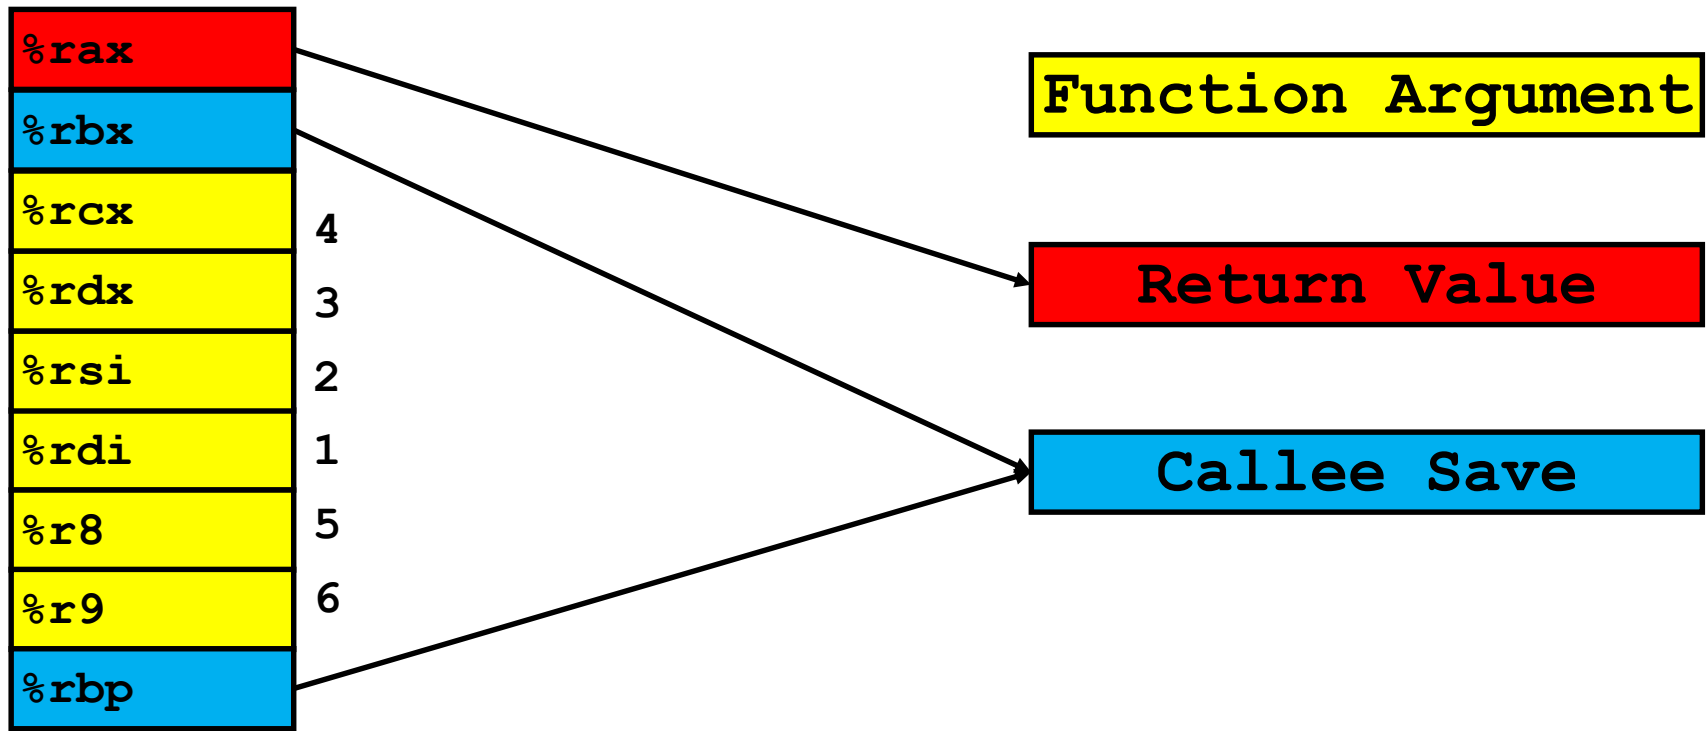 %rax
%rbx
%rcx
4
%rdx
3
%rsi
2
%rdi
1
%r8
5
%r9
6
%rbp
Function Argument
Return Value
Callee Save